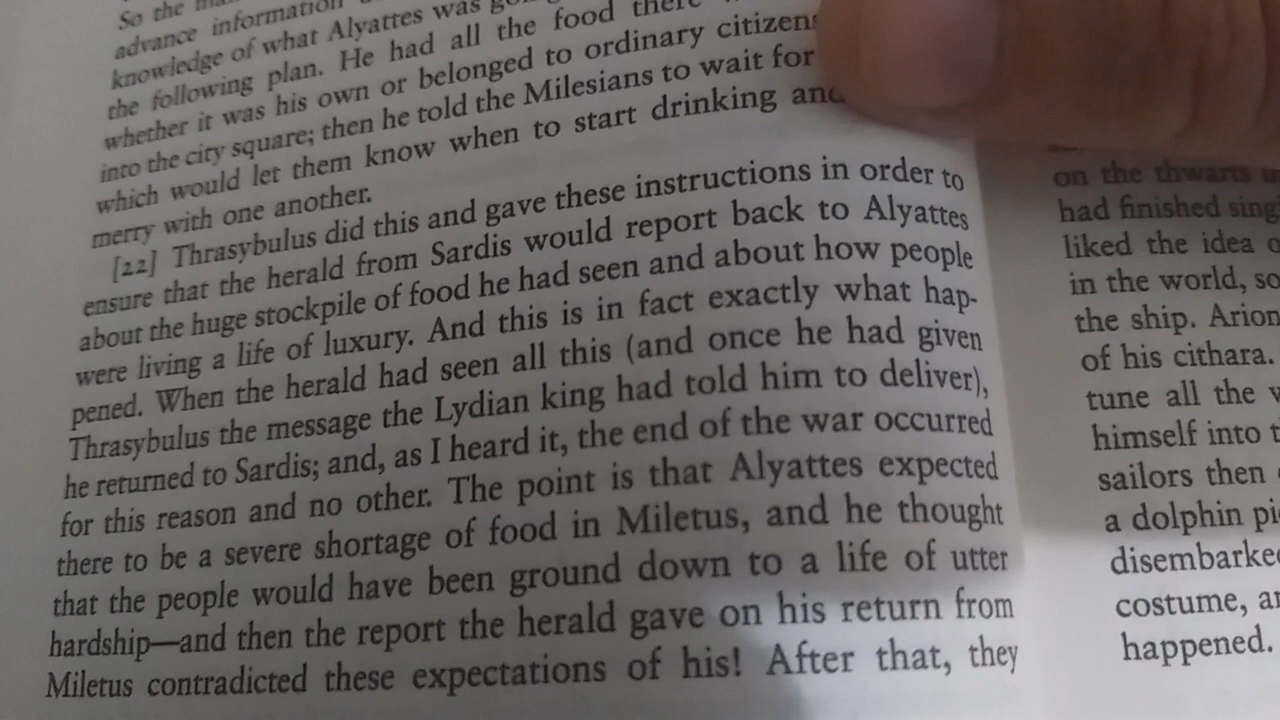 So the
advance information
knowledge of what Alyattes was
the following plan. He had all the food there
whether it was his own or belonged to ordinary citizens
into the city square; then he told the Milesians to wait for
which would let them know when to start drinking and
merry with one another.
[22] Thrasybulus did this and gave these instructions in order to
ensure that the herald from Sardis would report back to Alyattes
about the huge stockpile of food he had seen and about how people
were living a life of luxury. And this is in fact exactly what hap-
pened. When the herald had seen all this (and once he had given
Thrasybulus the message the Lydian king had told him to deliver),
he returned to Sardis; and, as I heard it, the end of the war occurred
for this reason and no other. The point is that Alyattes expected
there to be a severe shortage of food in Miletus, and he thought
that the people would have been ground down to a life of utter
hardship—and then the report the herald gave on his return from
Miletus contradicted these expectations of his! After that, they
on the thwarts
had finished
liked the idea
in the world, so
the ship. Arion
of his cithara.
tune all the
himself into
sailors then
a dolphin
disembarked
costume,
happened.